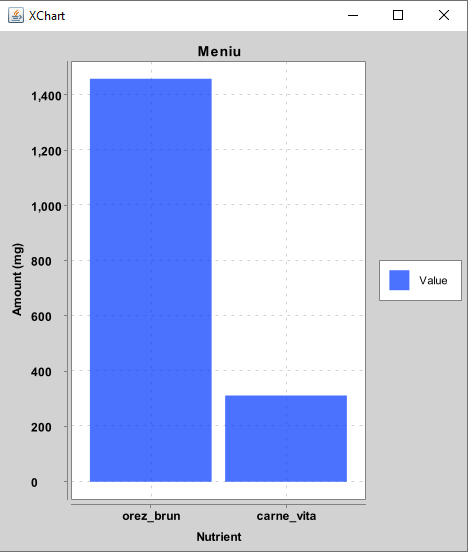 XChart
Meniu
1,400
1,200
1,000
800
600
400
200
0
Amount (mg)
orez_brun carne_vita
Nutrient
Value